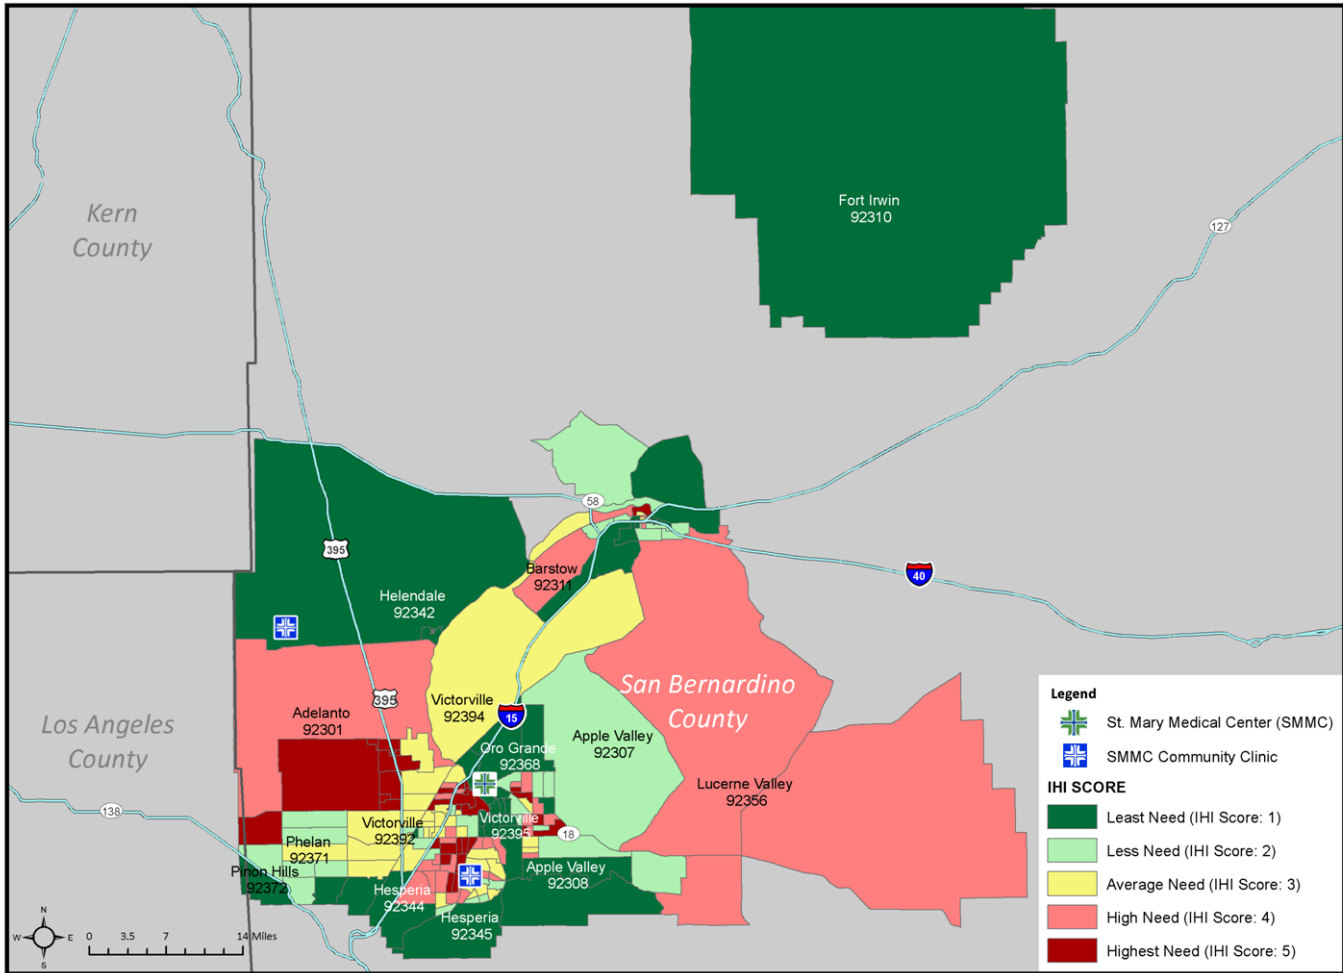 Kern
County
Fort Irwin
92310
127
58
395
Barstow
92311
40
Helendale
92342
San Bernardino
County
395
Victorville
92394
15
Adelanto
92301
Los Angeles
County
Oro Grande
92368
Apple Valley
92307
Lucerne Valley
92356
138
Victorville
92392
Victorville
92395
18
Phelan
92371
Pinon Hills
92372
Apple Valley
92308
Hesperia
92344
Hesperia
92345
N
W
E
S
0 3.5 7 14 Miles
Legend
St. Mary Medical Center (SMMC)
SMMC Community Clinic
IHI SCORE
Least Need (IHI Score: 1)
Less Need (IHI Score: 2)
Average Need (IHI Score: 3)
High Need (IHI Score: 4)
Highest Need (IHI Score: 5)